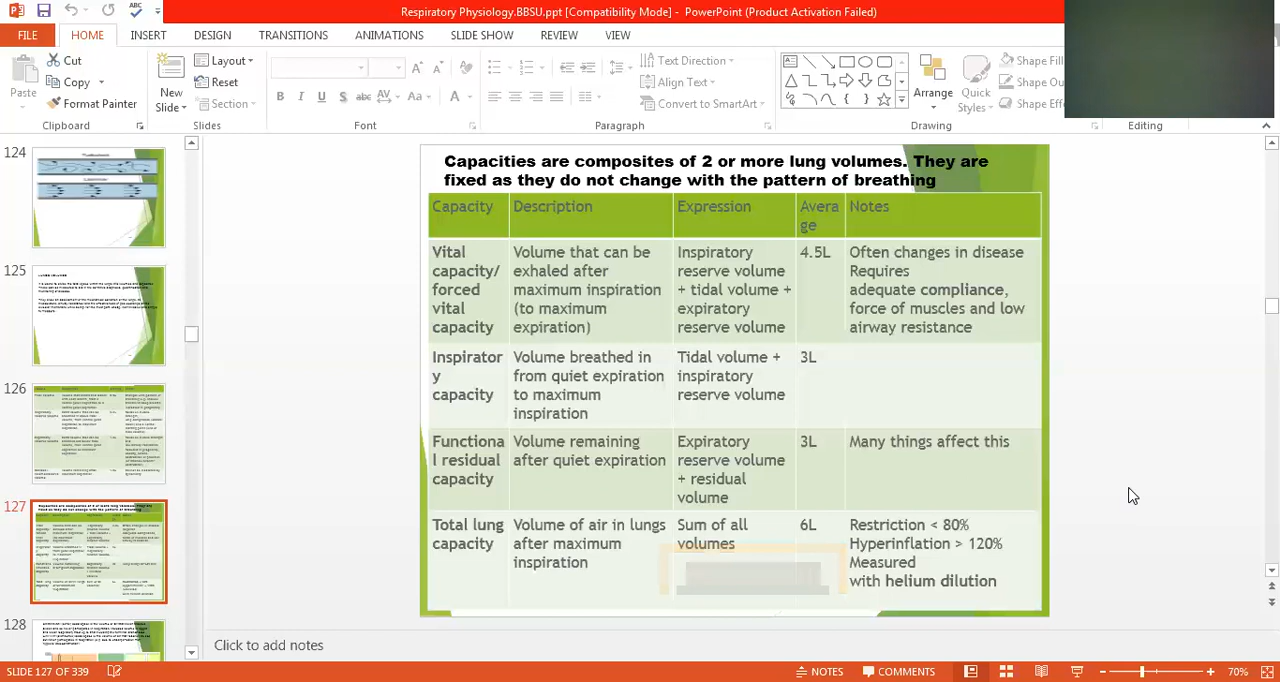 Respiratory Physiology.BBSU.ppt [Compatibility Mode] - PowerPoint (Product Activation Failed)
FILE HOME INSERT DESIGN TRANSITIONS ANIMATIONS SLIDE SHOW REVIEW VIEW
Paste
Cut
Copy
Format Painter
Clipboard
New
Slide
Layout
Reset
Section
Slides
B I U S abc AV Aa A
Font
Text Direction
Align Text
Convert to SmartArt
Paragraph
Arrange
Quick
Styles
Shape Fill
Shape Ou
Shape Effe
Drawing
Editing
124
125
126
127
128
Capacities are composites of 2 or more lung volumes. They are
fixed as they do not change with the pattern of breathing
Capacity
Description
Expression
Avera
ge
Notes
Vital
capacity/
forced
vital
capacity
Volume that can be
exhaled after
maximum inspiration
(to maximum
expiration)
Inspiratory
reserve volume
+ tidal volume +
expiratory
reserve volume
4.5L
Often changes in disease
Requires
adequate compliance,
force of muscles and low
airway resistance
Inspirator
y
capacity
Volume breathed in
from quiet expiration
to maximum
inspiration
Tidal volume +
inspiratory
reserve volume
3L
Functiona
l residual
capacity
Volume remaining
after quiet expiration
Expiratory
reserve volume
+ residual
volume
3L
Many things affect this
Total lung
capacity
Volume of air in lungs
after maximum
inspiration
Sum of all
volumes
6L
Restriction < 80%
Hyperinflation > 120%
Measured
with helium dilution
Click to add notes
SLIDE 127 OF 339
NOTES
COMMENTS
70%